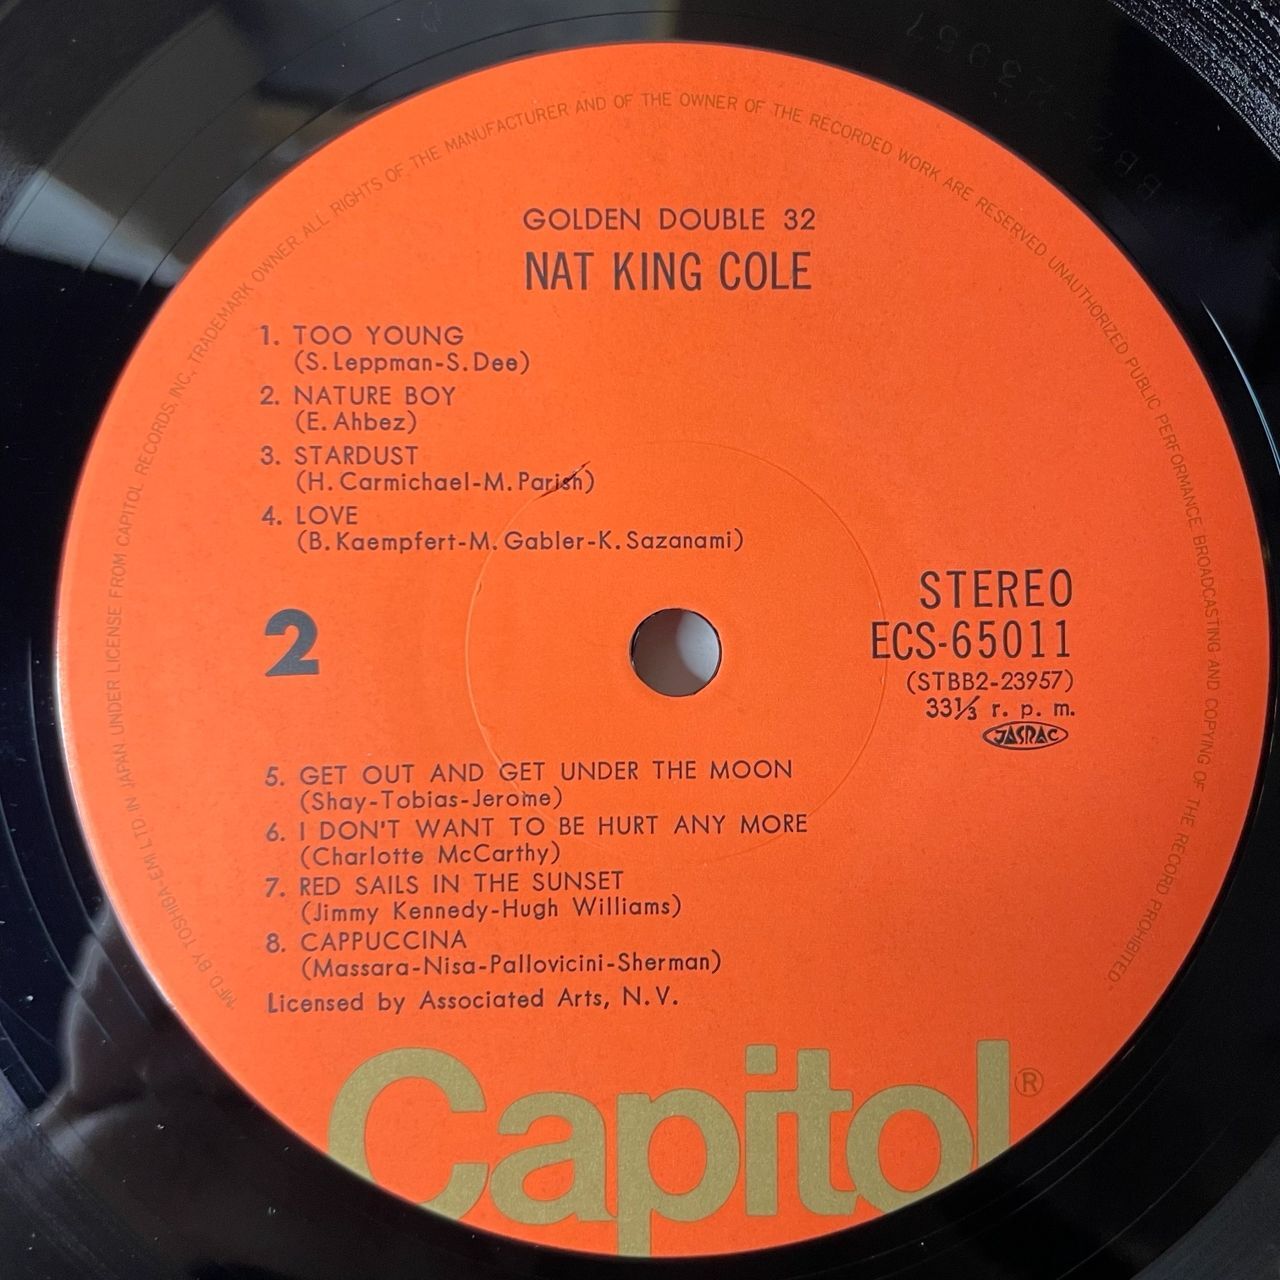 "MFD BY TOSHIBA-EMI LTD IN JAPAN UNDER LICENSE FROM CAPITOL RECORDS, INC., TRADEMARK OWNER. ALL RIGHTS OF THE MANUFACTURER AND OF THE OWNER OF THE RECORDED WORK ARE RESERVED UNAUTHORIZED PUBLIC PERFORMANCE, BROADCASTING AND COPYING OF THE RECORD PROHIBITED."
GOLDEN DOUBLE 32
NAT KING COLE
1. TOO YOUNG
(S. Leppman-S. Dee)
2. NATURE BOY
(E. Ahbez)
3. STARDUST
(H. Carmichael-M. Parish)
4. LOVE
(B. Kaempfert-M. Gabler-K. Sazanami)
2
STEREO
ECS-65011
(STBB2-23957)
33⅓ r. p. m.
JASRAC
5. GET OUT AND GET UNDER THE MOON
(Shay-Tobias-Jerome)
6. I DON'T WANT TO BE HURT ANY MORE
(Charlotte McCarthy)
7. RED SAILS IN THE SUNSET
(Jimmy Kennedy-Hugh Williams)
8. CAPPUCCINA
(Massara-Nisa-Pallovicini-Sherman)
Licensed by Associated Arts, N.V.
Capitol®